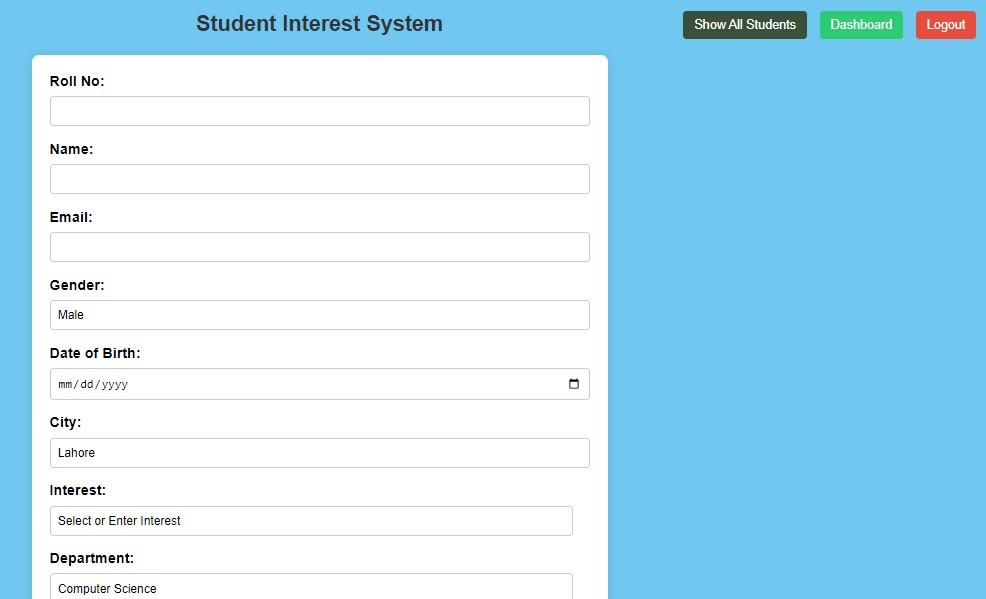 Student Interest System
Show All Students
Dashboard
Logout
Roll No:
Name:
Email:
Gender:
Male
Date of Birth:
mm/dd/yyyy
City:
Lahore
Interest:
Select or Enter Interest
Department:
Computer Science